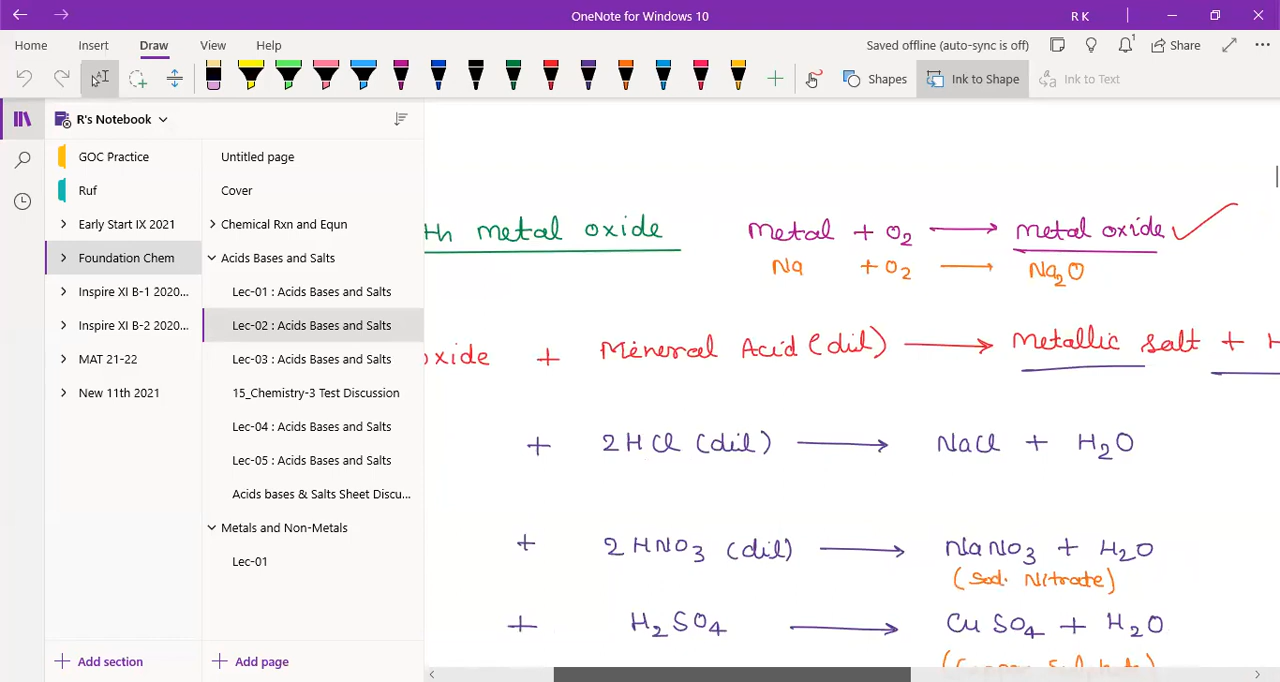 OneNote for Windows 10
R K
Home Insert Draw View Help
Saved offline (auto-sync is off)
Share
Shapes
Ink to Shape
Ink to Text
R's Notebook
GOC Practice
Ruf
Early Start IX 2021
Foundation Chem
Inspire XI B-1 2020...
Inspire XI B-2 2020...
MAT 21-22
New 11th 2021
Add section
Untitled page
Cover
Chemical Rxn and Equn
Acids Bases and Salts
Lec-01 : Acids Bases and Salts
Lec-02 : Acids Bases and Salts
Lec-03 : Acids Bases and Salts
15_Chemistry-3 Test Discussion
Lec-04 : Acids Bases and Salts
Lec-05 : Acids Bases and Salts
Acids bases & Salts Sheet Discu...
Metals and Non-Metals
Lec-01
Add page
th metal oxide
Metal + O₂ ⟶ metal oxide ✓
Na + O₂ ⟶ Na₂O
oxide + Mineral Acid (dil) ⟶ metallic salt + H
+ 2HCl (dil) ⟶ NaCl + H₂O
+ 2HNO₃ (dil) ⟶ NaNO₃ + H₂O
(Sod. Nitrate)
+ H₂SO₄ ⟶ CuSO₄ + H₂O
(Copper Sulphate)